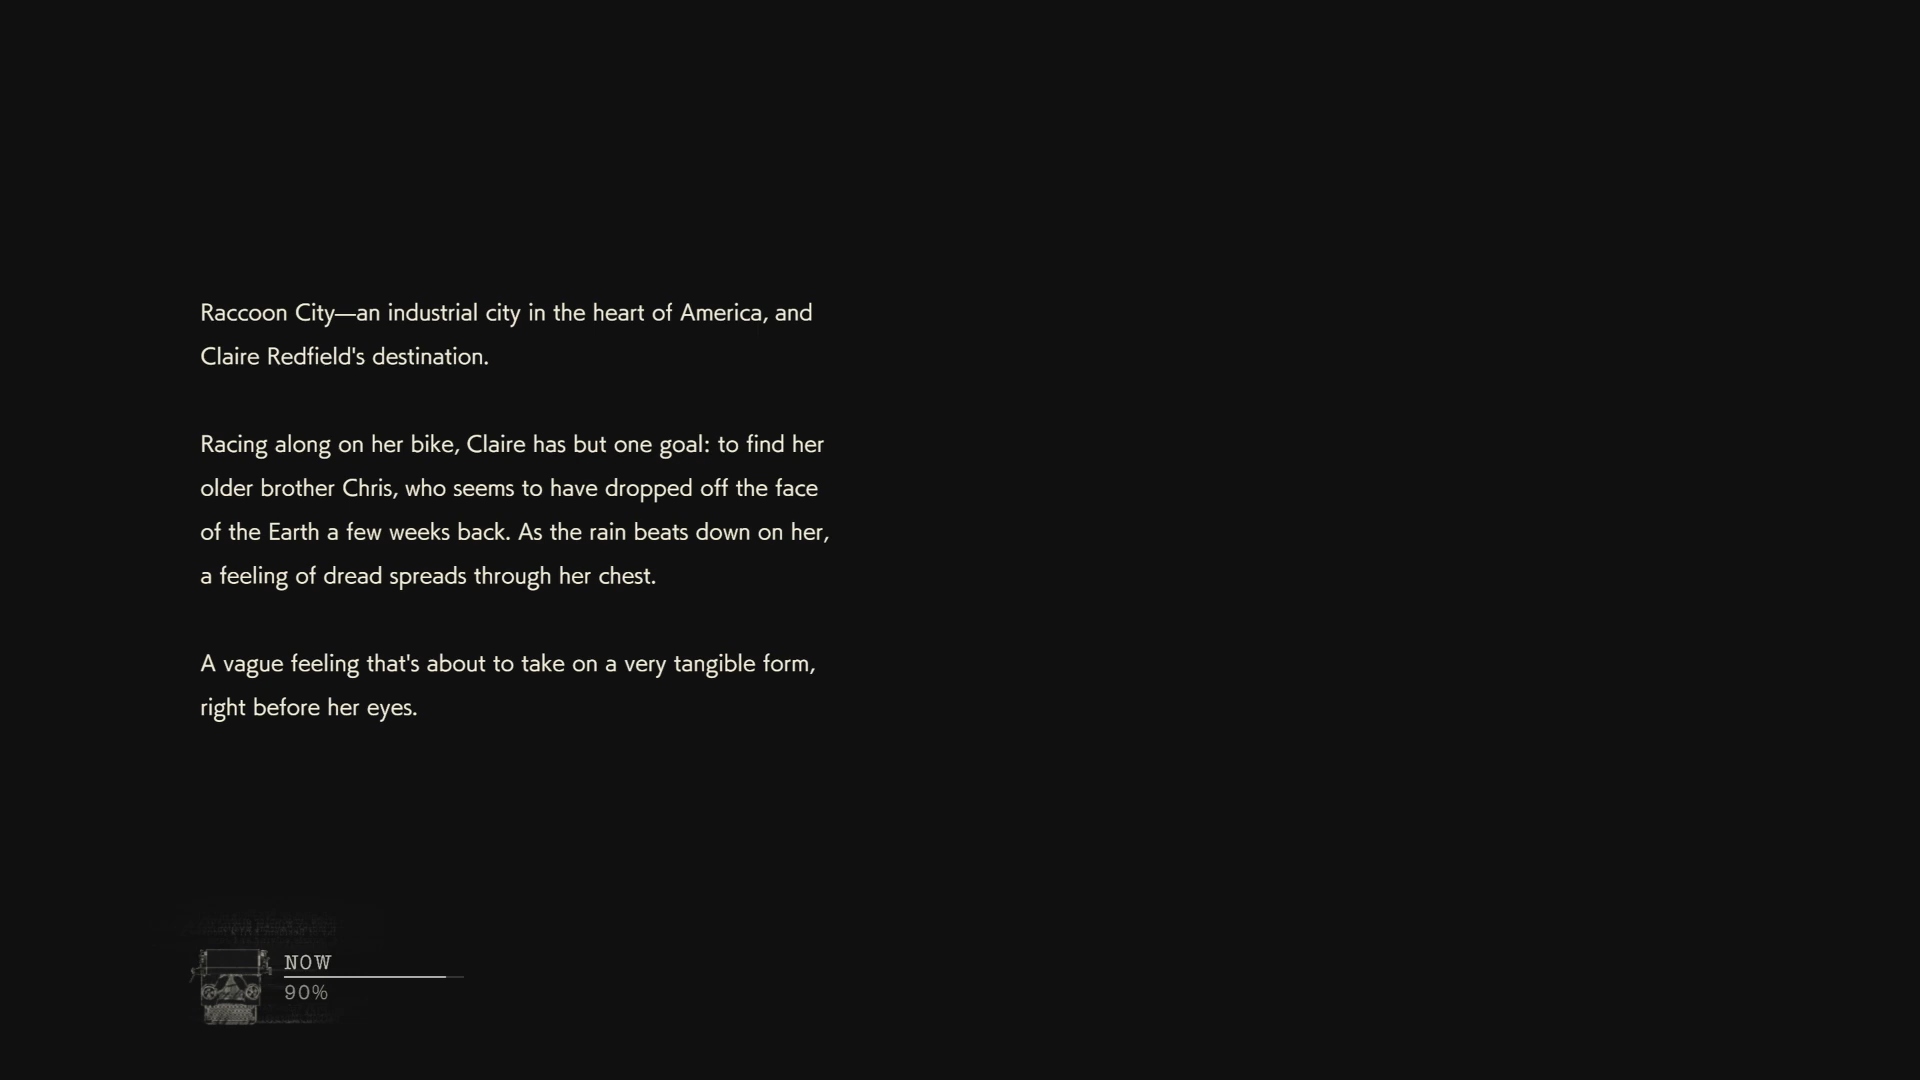 Raccoon City—an industrial city in the heart of America, and
Claire Redfield's destination.
Racing along on her bike, Claire has but one goal: to find her
older brother Chris, who seems to have dropped off the face
of the Earth a few weeks back. As the rain beats down on her,
a feeling of dread spreads through her chest.
A vague feeling that's about to take on a very tangible form,
right before her eyes.
NOW
90%